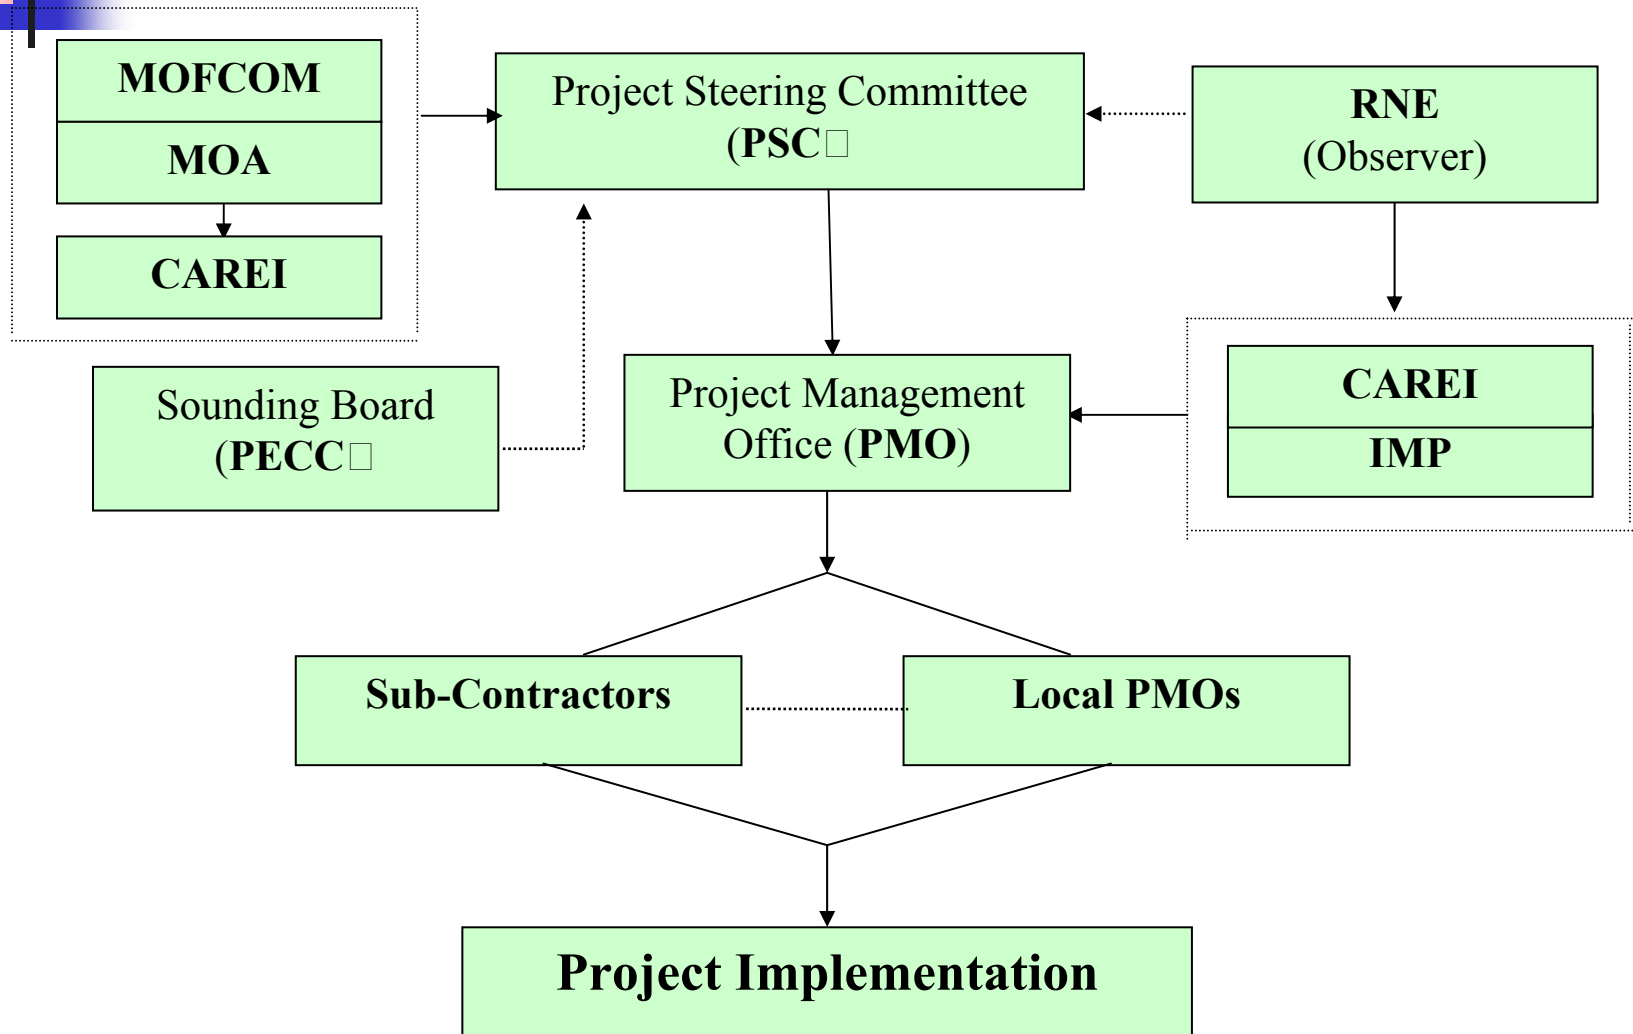 MOFCOM
MOA
CAREI
Project Steering Committee
(PSC□
RNE
(Observer)
Sounding Board
(PECC□
Project Management
Office (PMO)
CAREI
IMP
Sub-Contractors
Local PMOs
Project Implementation